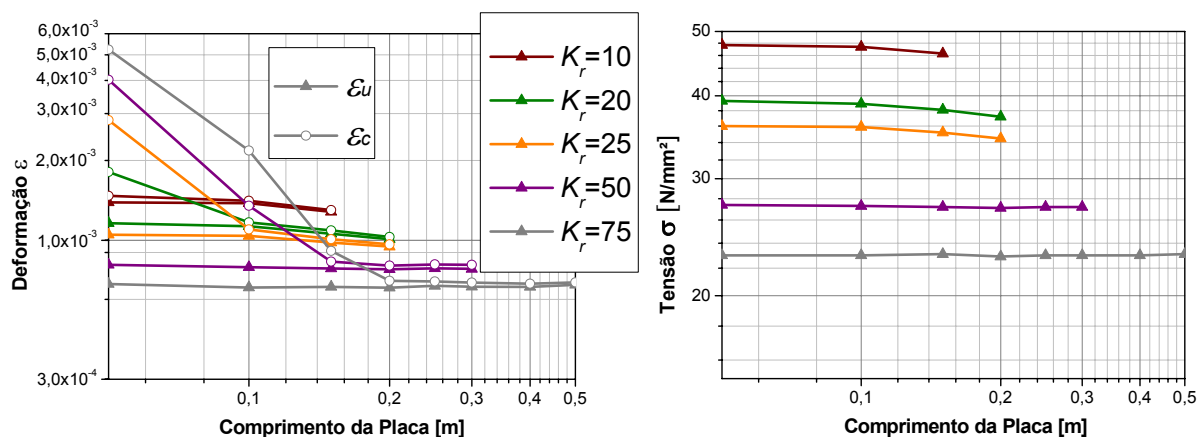 6,0x10⁻³
5,0x10⁻³
4,0x10⁻³
3,0x10⁻³
2,0x10⁻³
1,0x10⁻³
3,0x10⁻⁴
Deformação ε
0,1
0,2
0,3
0,4
0,5
Comprimento da Placa [m]
εu
εc
Kr=10
Kr=20
Kr=25
Kr=50
Kr=75
50
40
30
20
Tensão σ [N/mm²]
0,1
0,2
0,3
0,4
0,5
Comprimento da Placa [m]